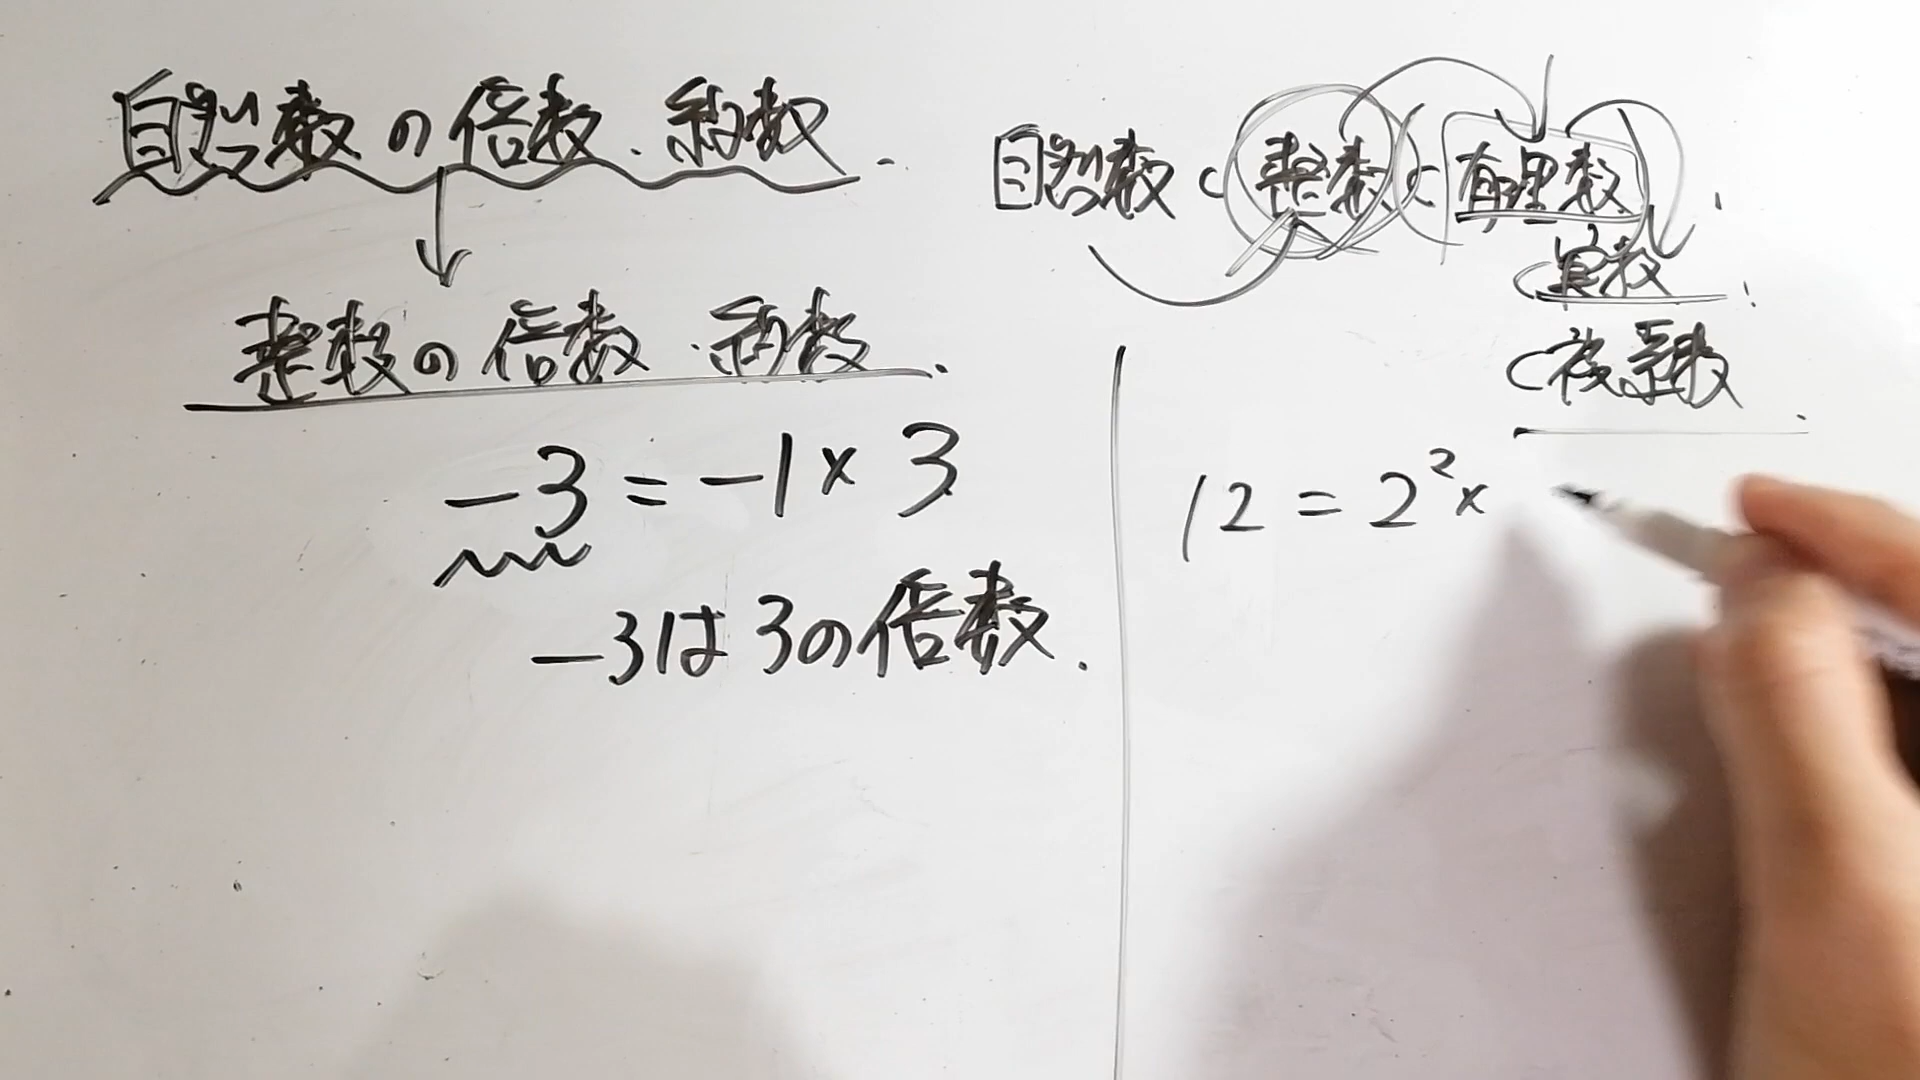 自然数の倍数、約数.
整数の倍数・約数.
-3=-1×3
-3は3の倍数.
自然数⊂整数⊂有理数
⊂実数
⊂複素数
12=2²×